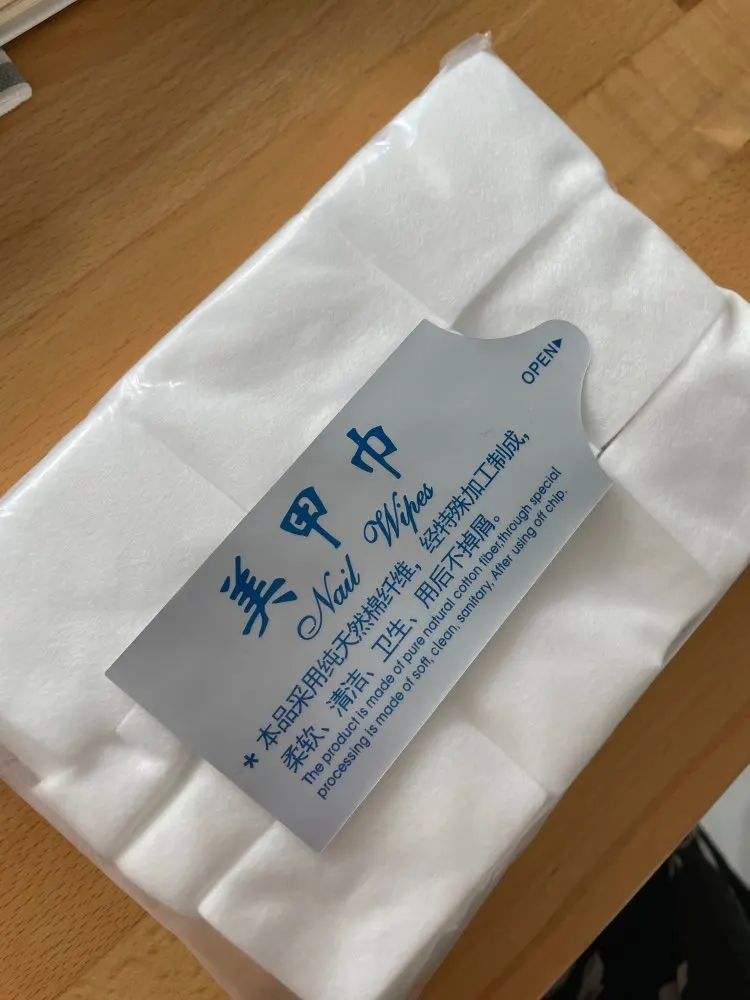 OPEN▶
美甲巾
Nail Wipes
* 本品采用纯天然棉纤维，经特殊加工制成，
柔软、清洁、卫生、用后不掉屑。
The product is made of pure natural cotton fiber,through special
processing is made of soft, clean, sanitary, After using off chip.